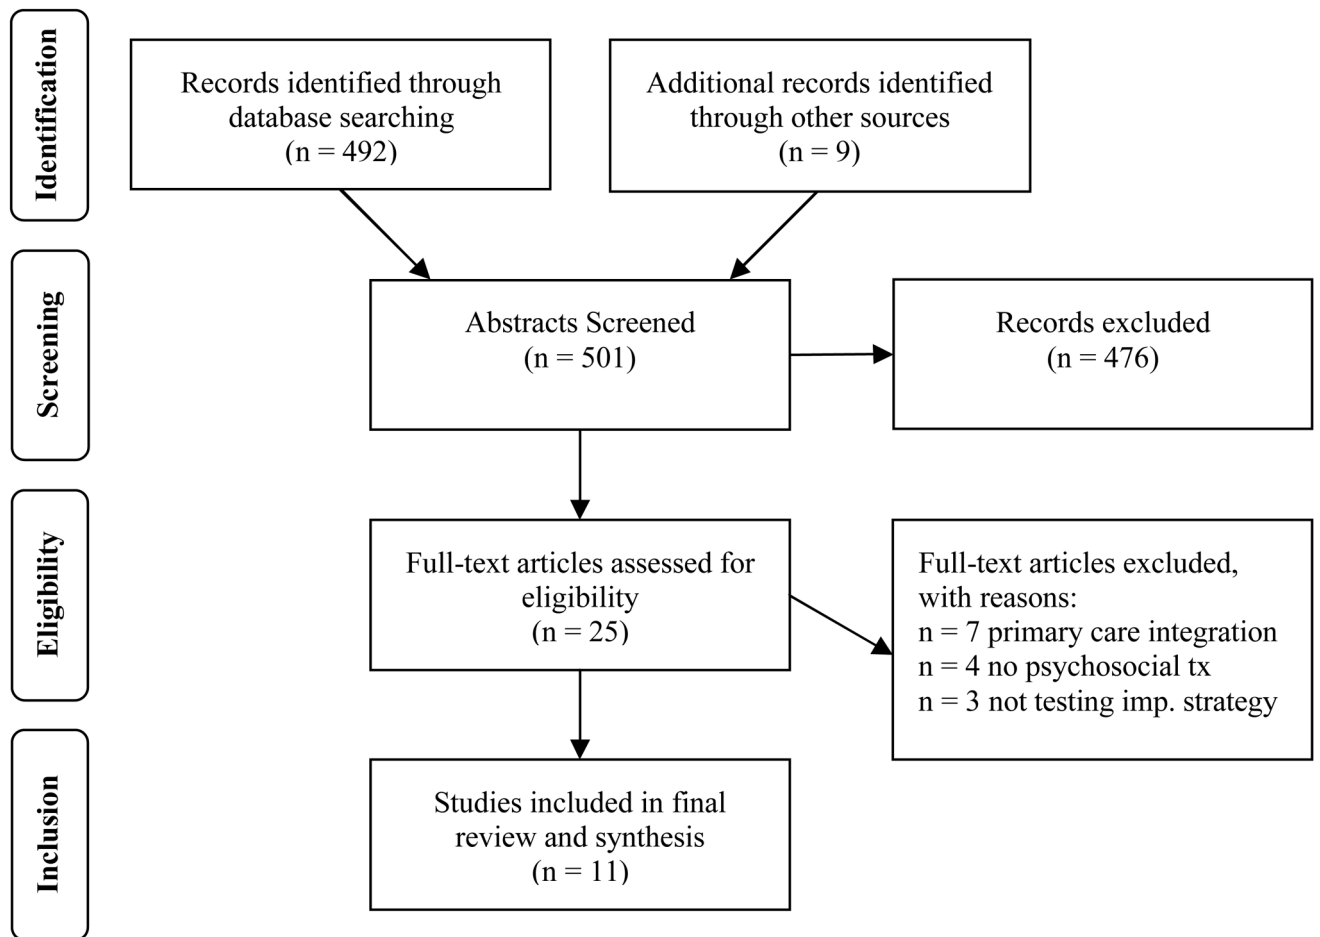 Identification
Records identified through
database searching
(n = 492)
Additional records identified
through other sources
(n = 9)
Screening
Abstracts Screened
(n = 501)
Records excluded
(n = 476)
Eligibility
Full-text articles assessed for
eligibility
(n = 25)
Full-text articles excluded,
with reasons:
n = 7 primary care integration
n = 4 no psychosocial tx
n = 3 not testing imp. strategy
Inclusion
Studies included in final
review and synthesis
(n = 11)